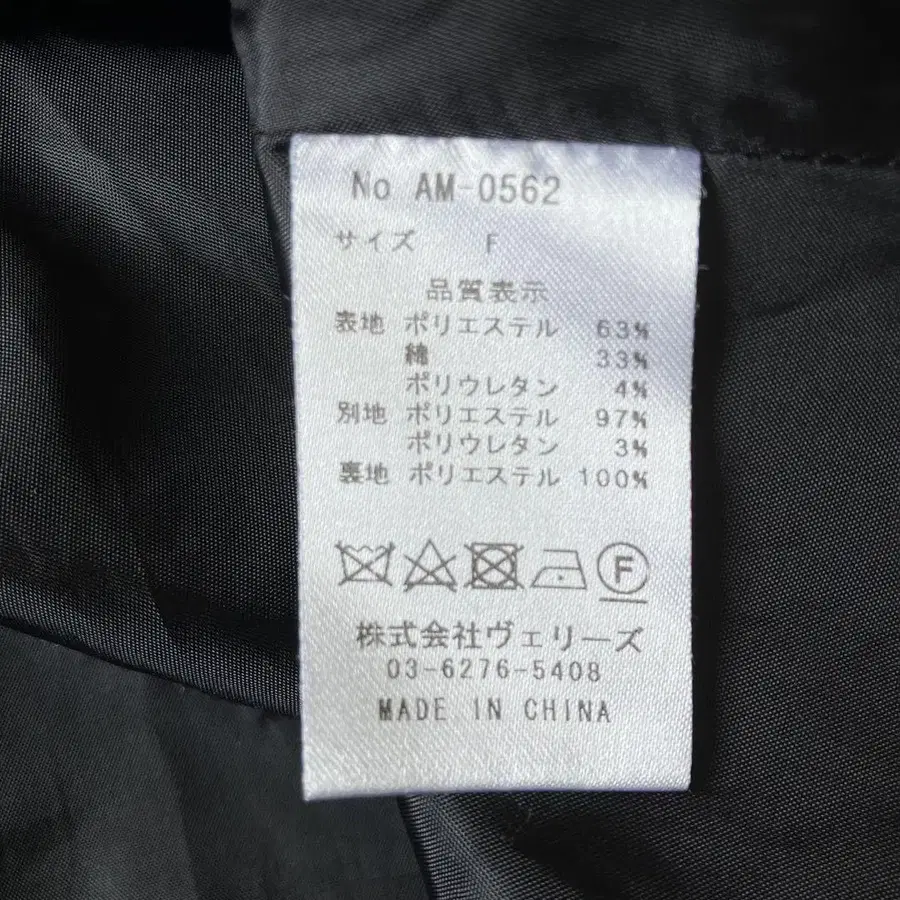 No AM-0562
サイズ F
品質表示
表地 ポリエステル 63%
綿 33%
ポリウレタン 4%
別地 ポリエステル 97%
ポリウレタン 3%
裏地 ポリエステル 100%
F
株式会社ヴェリーズ
03-6276-5408
MADE IN CHINA